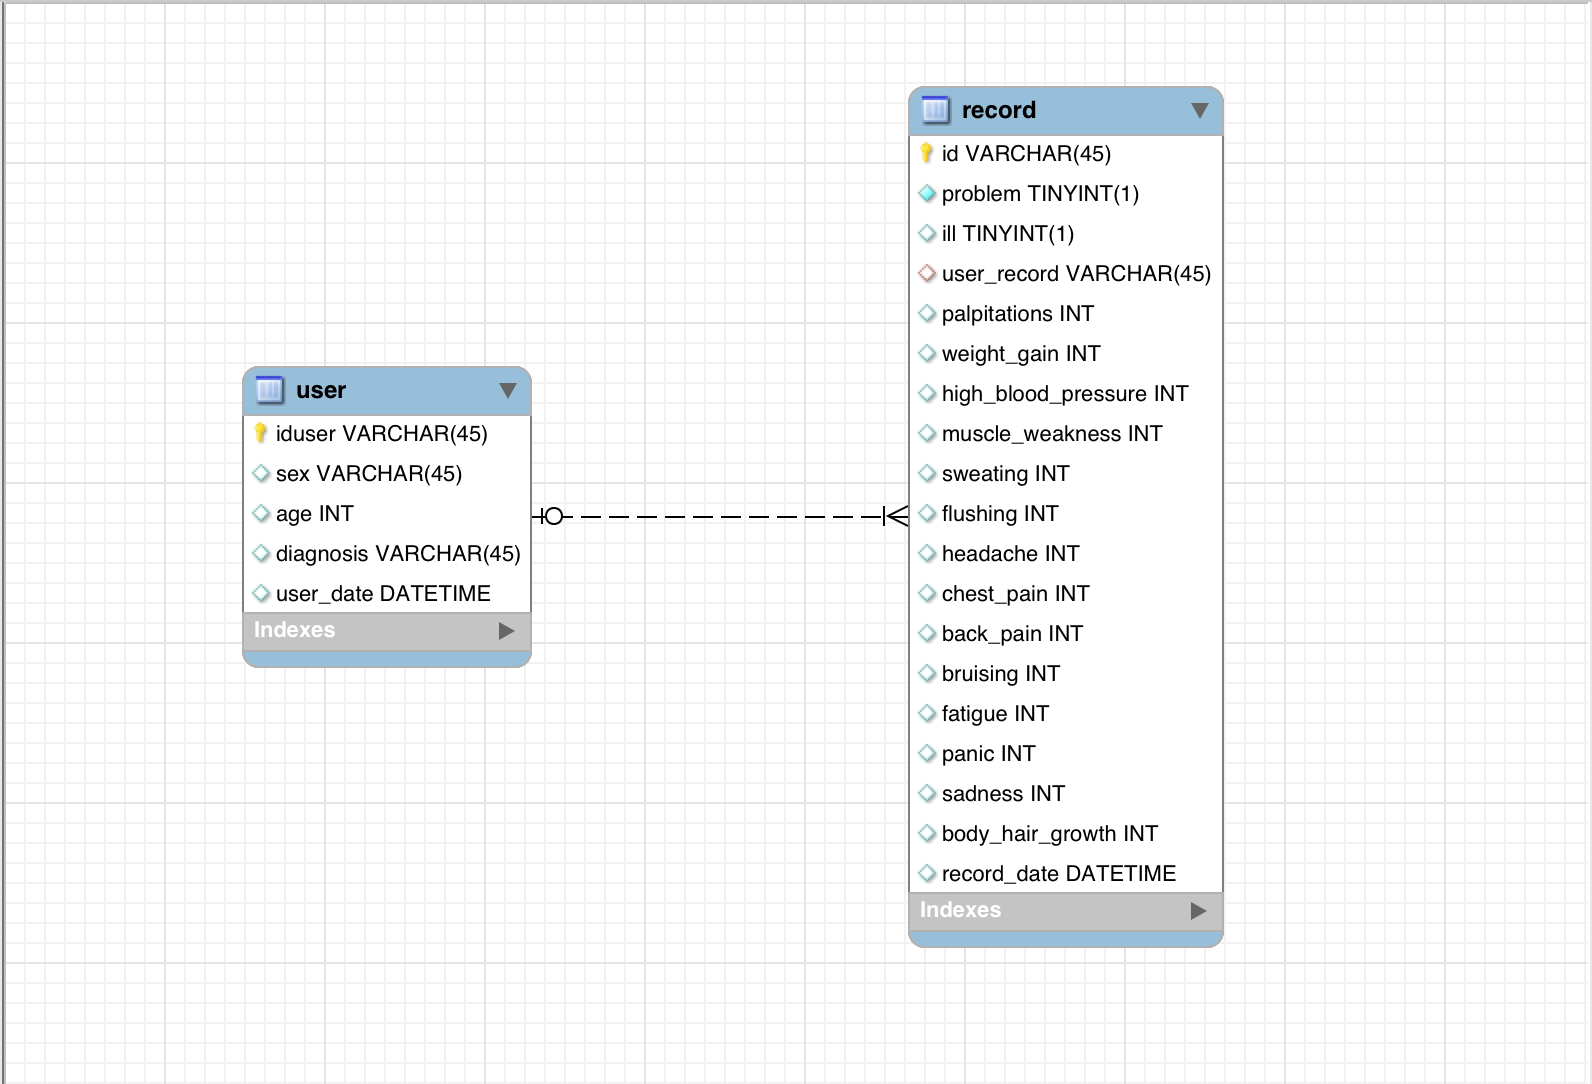 user
iduser VARCHAR(45)
sex VARCHAR(45)
age INT
diagnosis VARCHAR(45)
user_date DATETIME
Indexes
record
id VARCHAR(45)
problem TINYINT(1)
ill TINYINT(1)
user_record VARCHAR(45)
palpitations INT
weight_gain INT
high_blood_pressure INT
muscle_weakness INT
sweating INT
flushing INT
headache INT
chest_pain INT
back_pain INT
bruising INT
fatigue INT
panic INT
sadness INT
body_hair_growth INT
record_date DATETIME
Indexes